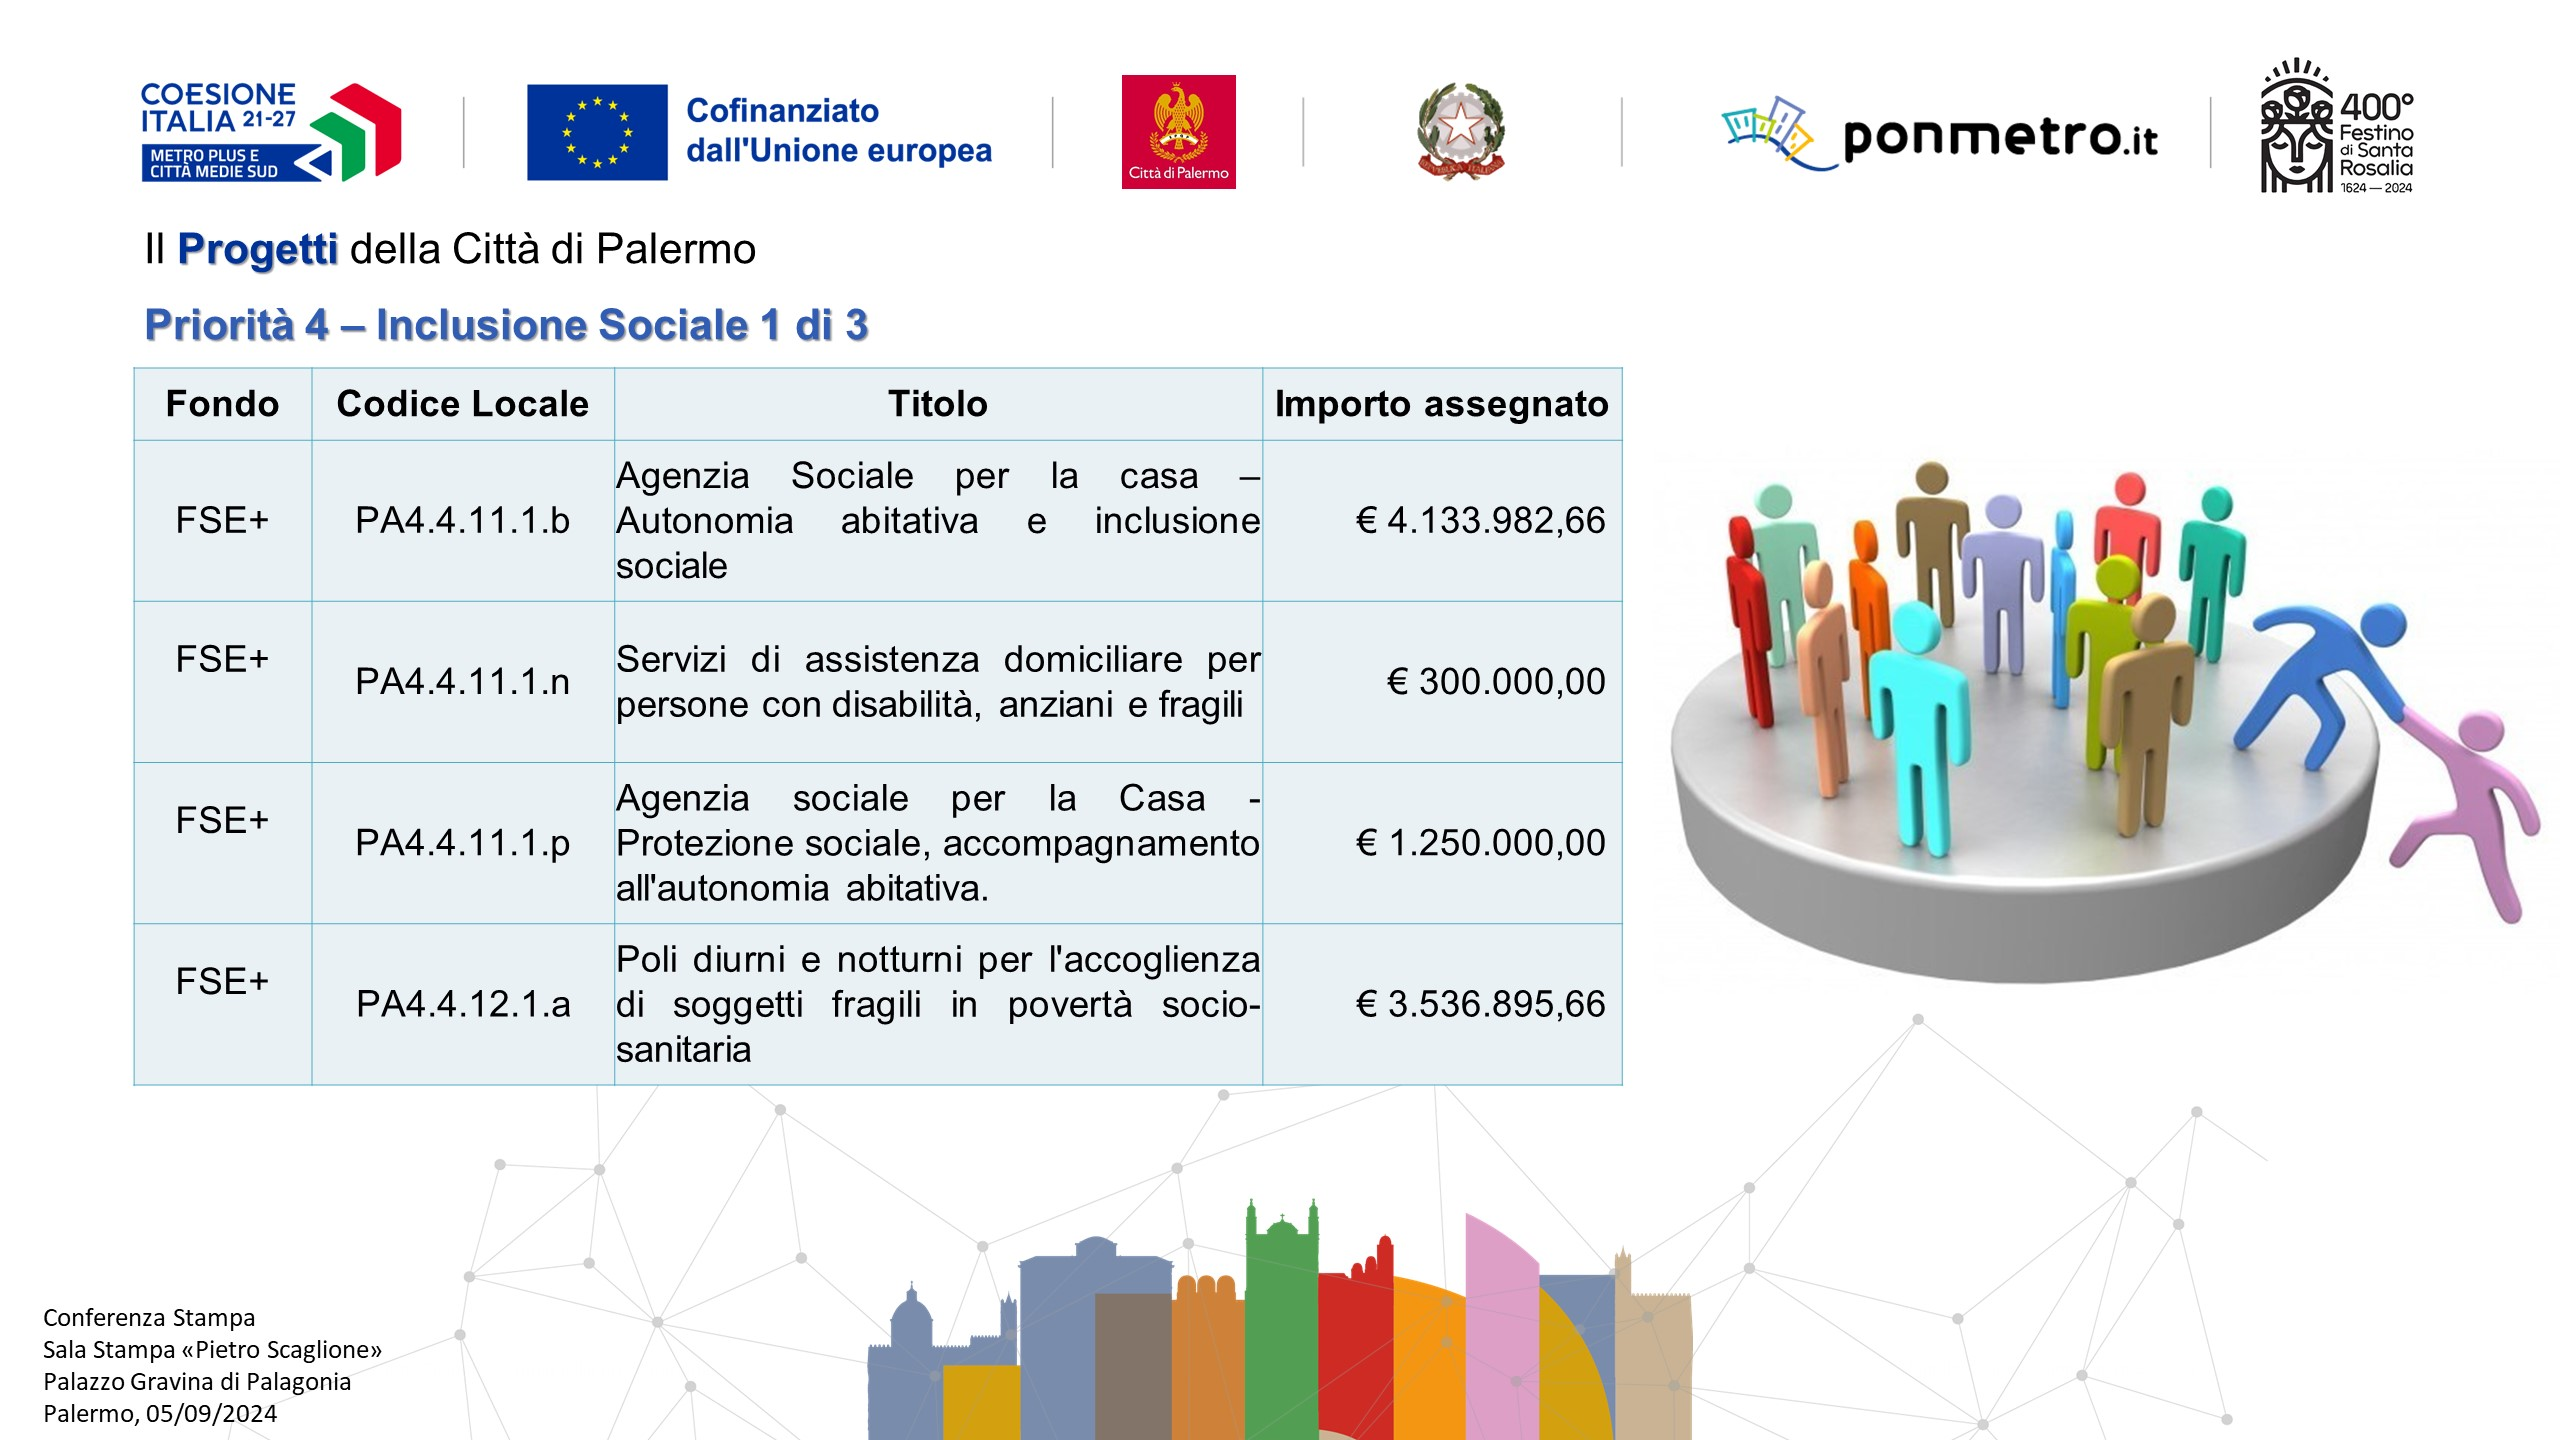 COESIONE
ITALIA 21-27
METRO PLUS E
CITTÀ MEDIE SUD
Cofinanziato
dall'Unione europea
Città di Palermo
ponmetro.it
400°
Festino
di Santa
Rosalia
1624 — 2024
II Progetti della Città di Palermo
Priorità 4 – Inclusione Sociale 1 di 3
Fondo Codice Locale Titolo Importo assegnato
FSE+ PA4.4.11.1.b Agenzia Sociale per la casa –
Autonomia abitativa e inclusione
sociale € 4.133.982,66
FSE+ PA4.4.11.1.n Servizi di assistenza domiciliare per
persone con disabilità, anziani e fragili € 300.000,00
FSE+ PA4.4.11.1.p Agenzia sociale per la Casa -
Protezione sociale, accompagnamento
all'autonomia abitativa. € 1.250.000,00
FSE+ PA4.4.12.1.a Poli diurni e notturni per l'accoglienza
di soggetti fragili in povertà socio-
sanitaria € 3.536.895,66
Conferenza Stampa
Sala Stampa «Pietro Scaglione»
Palazzo Gravina di Palagonia
Palermo, 05/09/2024